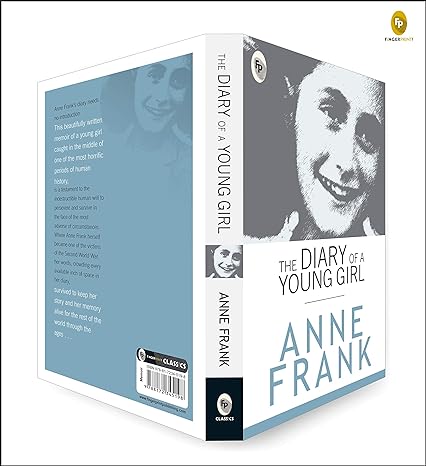 FP
FINGERPRINT!
Anne Frank's diary needs
no introduction.
This beautifully written
memoir of a young girl
caught in the middle of
one of the most horrific
periods of human
history,
is a testament to the
indestructible human will to
persevere and survive in
the face of the most
adverse of circumstances.
Where Anne Frank herself
became one of the victims
of the Second World War,
her words, crowding every
available inch of space in
her diary,
survived to keep her
story and her memory
alive for the rest of the
world through the
ages . . .
FINGERPRINT! CLASSICS
Memoir
THE DIARY OF A YOUNG GIRL
ANNE FRANK
FP
CLASSICS
FP
THE DIARY OF A
YOUNG GIRL
ANNE
FRANK